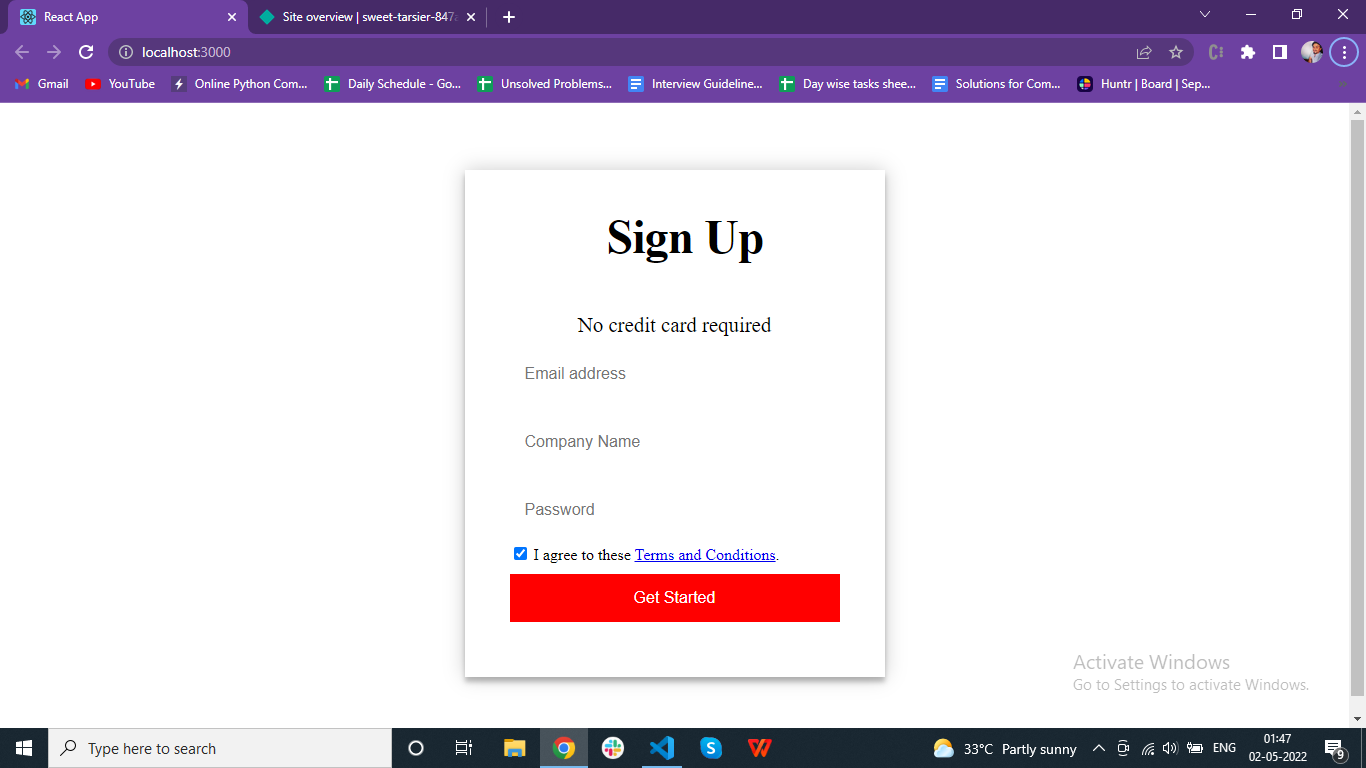 React App
Site overview | sweet-tarsier-847
localhost:3000
Gmail
YouTube
Online Python Com...
Daily Schedule - Go...
Unsolved Problems...
Interview Guideline...
Day wise tasks shee...
Solutions for Com...
Huntr | Board | Sep...
Sign Up
No credit card required
Email address
Company Name
Password
I agree to these Terms and Conditions.
Get Started
Activate Windows
Go to Settings to activate Windows.
Type here to search
33°C Partly sunny
ENG
01:47
02-05-2022
9